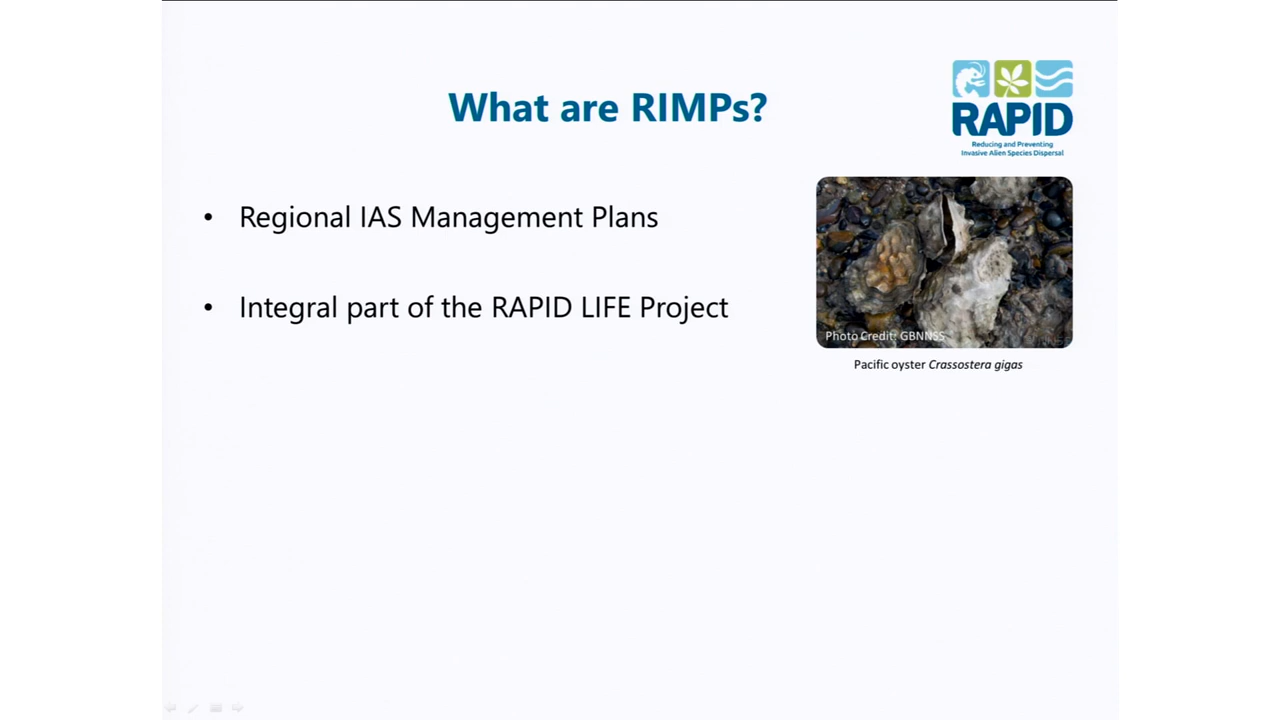 What are RIMPs?
RAPID
Reducing and Preventing
Invasive Alien Species Dispersal
• Regional IAS Management Plans
• Integral part of the RAPID LIFE Project
Photo Credit: GBNNSS
Pacific oyster Crassostera gigas